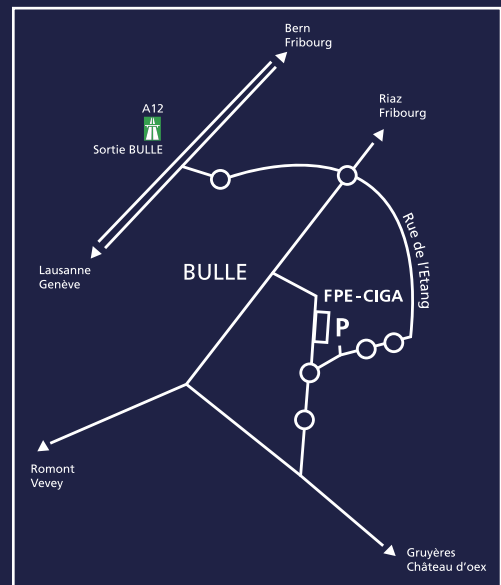 Bern
Fribourg
A12
Sortie BULLE
Riaz
Fribourg
Rue de l'Etang
Lausanne
Genève
BULLE
FPE-CIGA
P
Romont
Vevey
Gruyères
Château d'oex